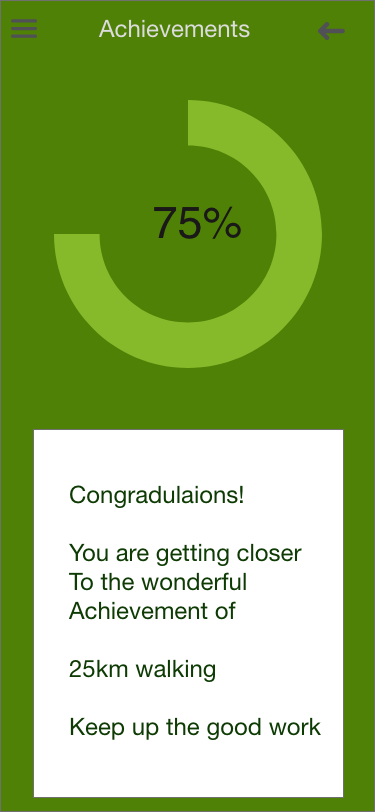 Achievements
75%
Congradulaions!
You are getting closer
To the wonderful
Achievement of
25km walking
Keep up the good work